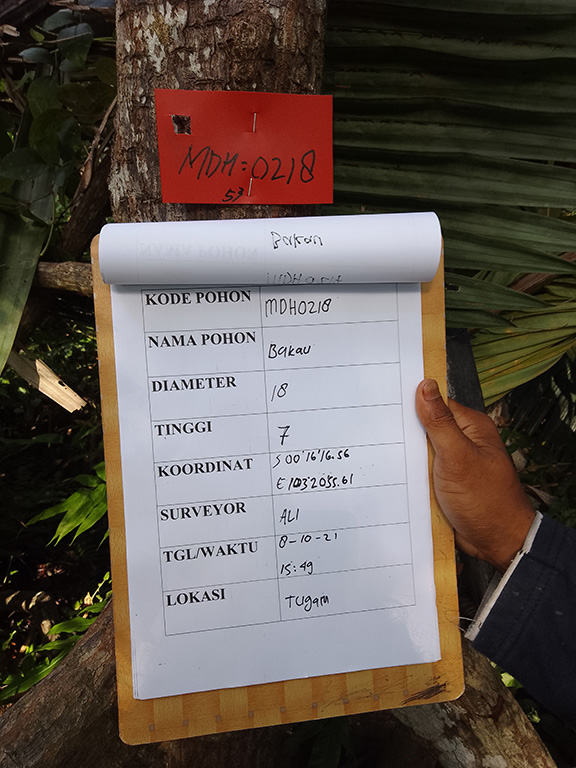 MDH:0218
53
Bakau
KODE POHON MDH0218
NAMA POHON Bakau
DIAMETER 18
TINGGI 7
KOORDINAT S 00°16'16.56
E 103°20'55.61
SURVEYOR ALI
TGL/WAKTU 8-10-21
15:49
LOKASI Tugam